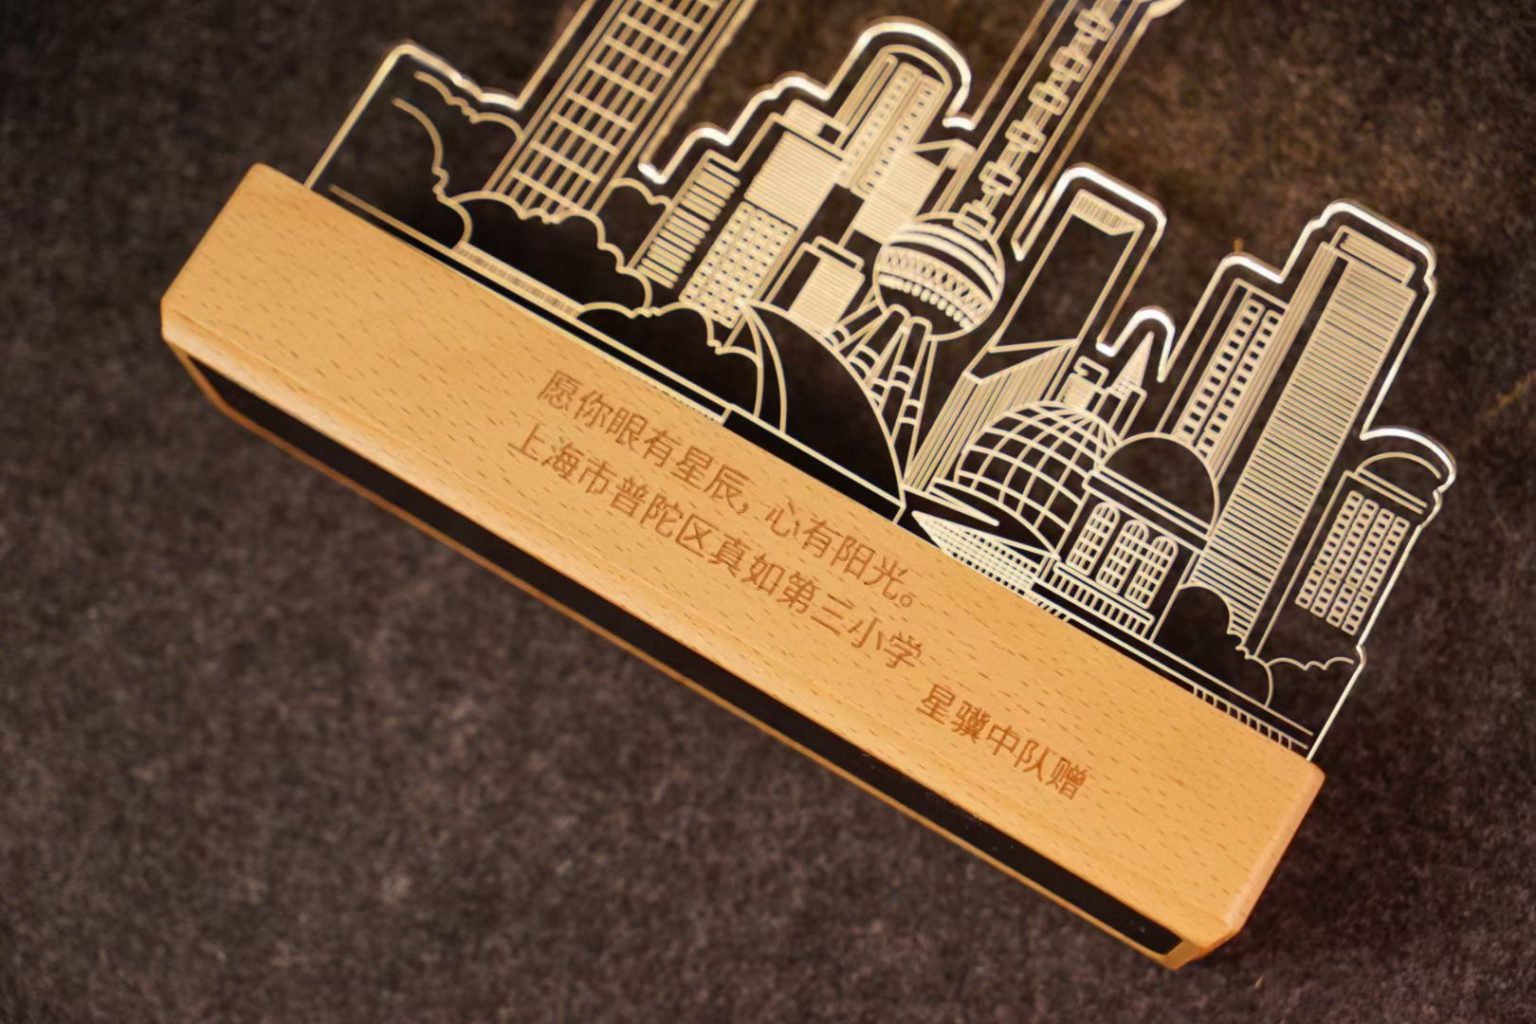 愿你眼有星辰，心有阳光。
上海市普陀区真如第三小学
星骥中队赠